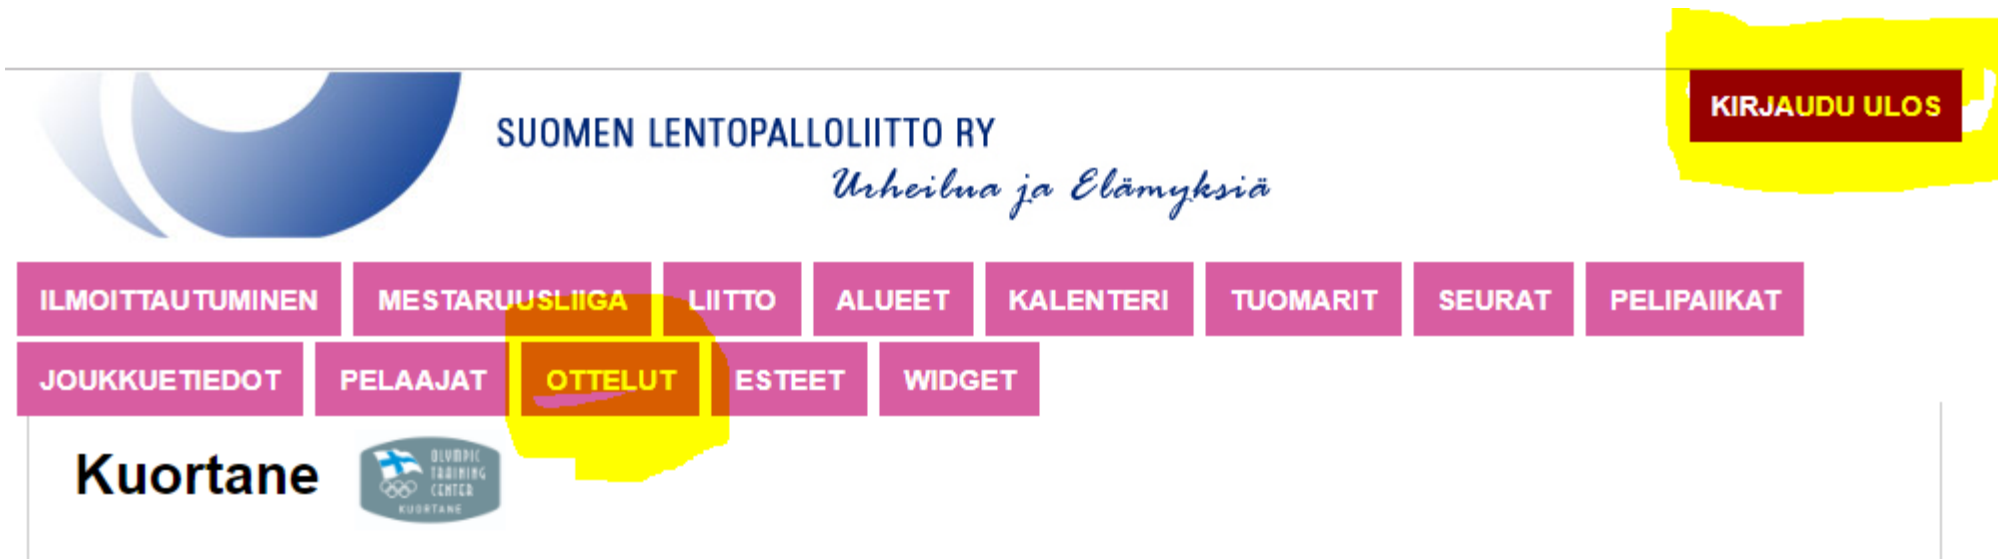 KIRJAUDU ULOS
SUOMEN LENTOPALLOLIITTO RY
Urheilua ja Elämyksiä
ILMOITTAUTUMINEN MESTARUUSLIIGA LIITTO ALUEET KALENTERI TUOMARIT SEURAT PELIPAIIKAT
JOUKKUETIEDOT PELAAJAT OTTELUT ESTEET WIDGET
Kuortane
OLYMPIC
TRAINING
CENTER
KUORTANE